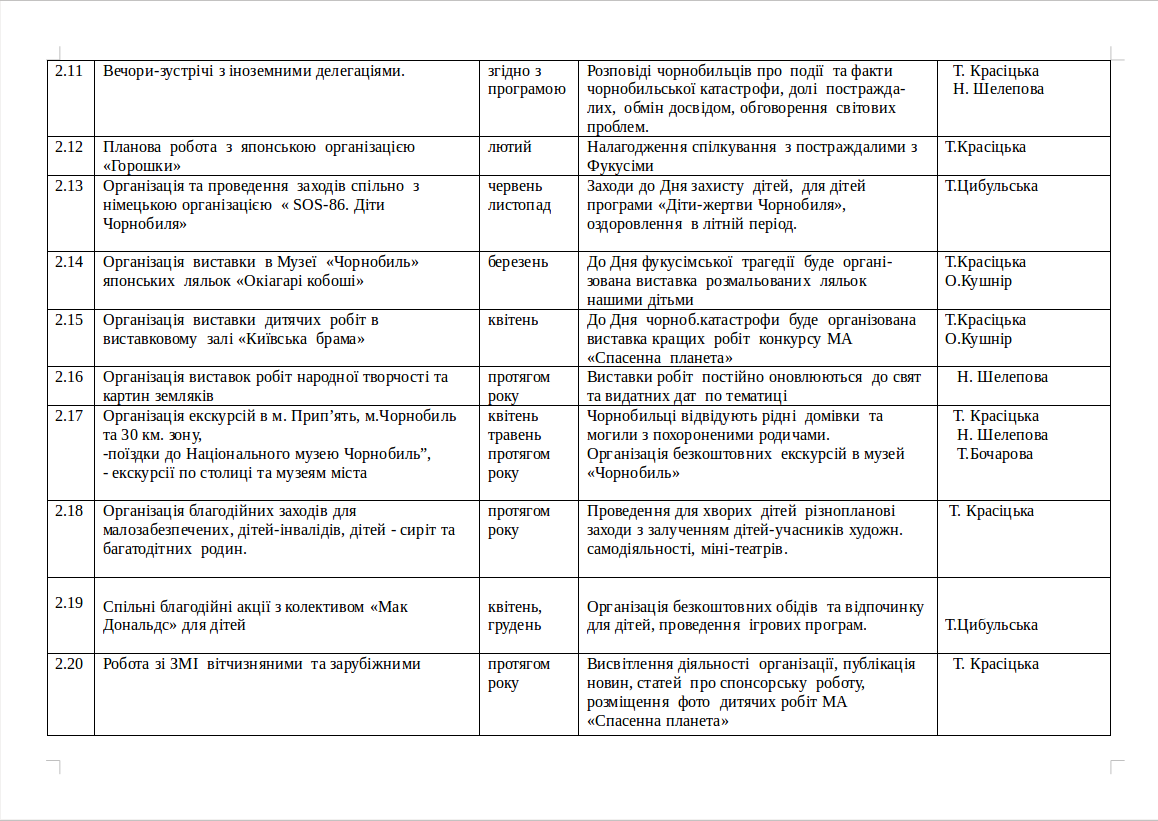 2.11 Вечори-зустрічі з іноземними делегаціями. згідно з програмою Розповіді чорнобильців про події та факти чорнобильської катастрофи, долі постражда-
лих, обмін досвідом, обговорення світових проблем. Т. Красіцька Н. Шелепова
2.12 Планова робота з японською організацією «Горошки» лютий Налагодження спілкування з постраждалими з Фукусіми Т.Красіцька
2.13 Організація та проведення заходів спільно з німецькою організацією « SOS-86. Діти Чорнобиля» червень листопад Заходи до Дня захисту дітей, для дітей програми «Діти-жертви Чорнобиля», оздоровлення в літній період. Т.Цибульська
2.14 Організація виставки в Музеї «Чорнобиль» японських ляльок «Окіагарі кобоші» березень До Дня фукусімської трагедії буде органі-
зована виставка розмальованих ляльок нашими дітьми Т.Красіцька О.Кушнір
2.15 Організація виставки дитячих робіт в виставковому залі «Київська брама» квітень До Дня чорноб.катастрофи буде організована виставка кращих робіт конкурсу МА «Спасенна планета» Т.Красіцька О.Кушнір
2.16 Організація виставок робіт народної творчості та картин земляків протягом року Виставки робіт постійно оновлюються до свят та видатних дат по тематиці Н. Шелепова
2.17 Організація екскурсій в м. Прип’ять, м.Чорнобиль та 30 км. зону,
-поїздки до Національного музею Чорнобиль”,
- екскурсії по столиці та музеям міста квітень травень протягом року Чорнобильці відвідують рідні домівки та могили з похороненими родичами.
Організація безкоштовних екскурсій в музей «Чорнобиль» Т. Красіцька Н. Шелепова Т.Бочарова
2.18 Організація благодійних заходів для малозабезпечених, дітей-інвалідів, дітей - сиріт та багатодітних родин. протягом року Проведення для хворих дітей різнопланові заходи з залученням дітей-учасників художн. самодіяльності, міні-театрів. Т. Красіцька
2.19 Спільні благодійні акції з колективом «Мак Дональдс» для дітей квітень, грудень Організація безкоштовних обідів та відпочинку для дітей, проведення ігрових програм. Т.Цибульська
2.20 Робота зі ЗМІ вітчизняними та зарубіжними протягом року Висвітлення діяльності організації, публікація новин, статей про спонсорську роботу, розміщення фото дитячих робіт МА «Спасенна планета» Т. Красіцька